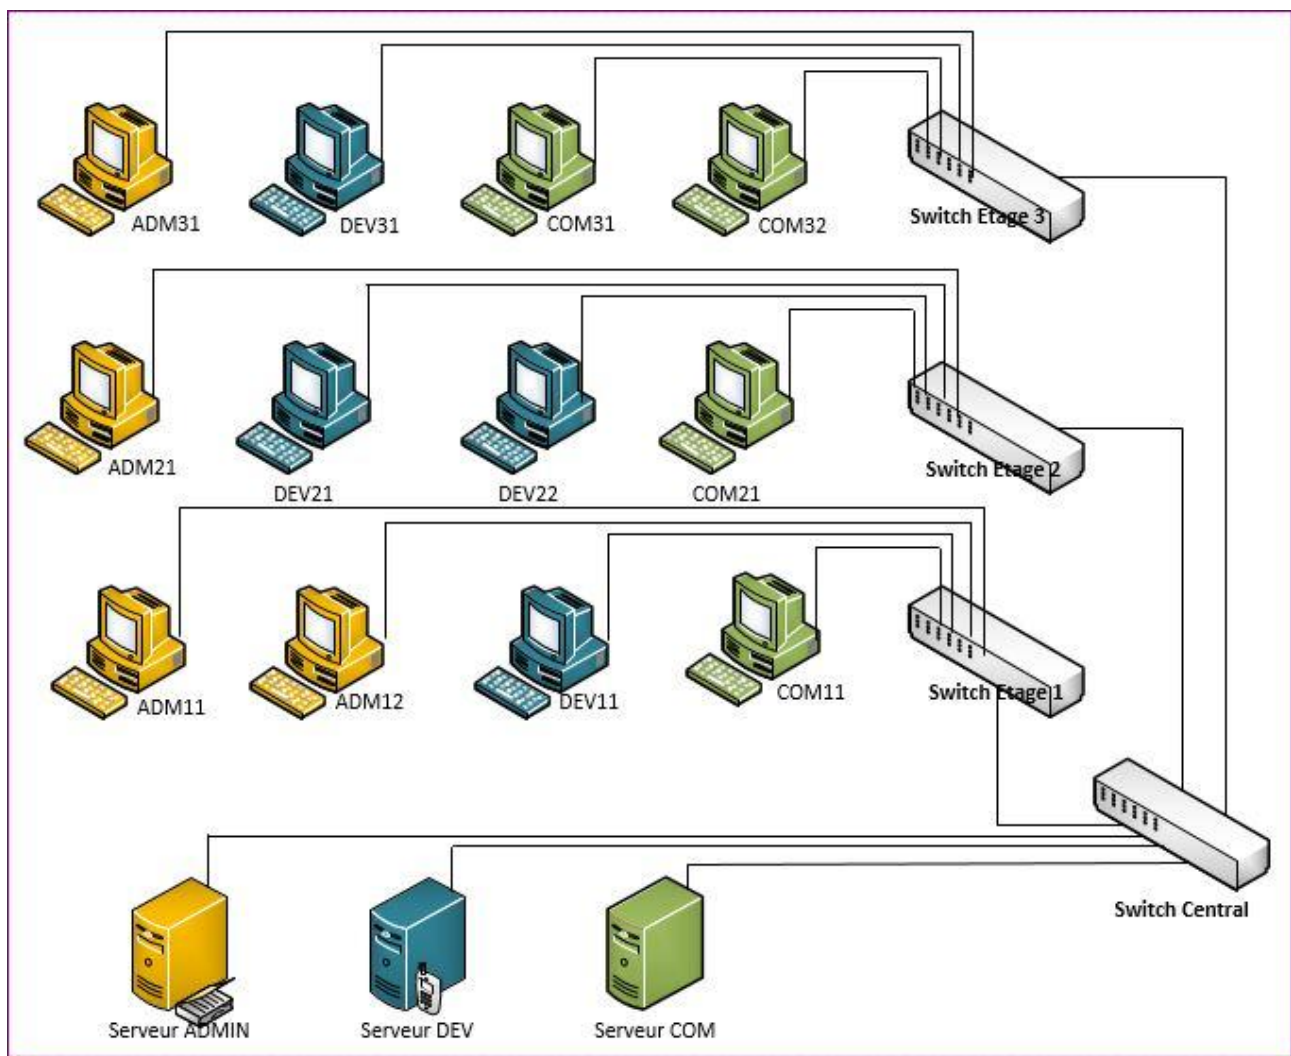 ADM31
DEV31
COM31
COM32
Switch Etage 3
ADM21
DEV21
DEV22
COM21
Switch Etage 2
ADM11
ADM12
DEV11
COM11
Switch Etage 1
Switch Central
Serveur ADMIN
Serveur DEV
Serveur COM